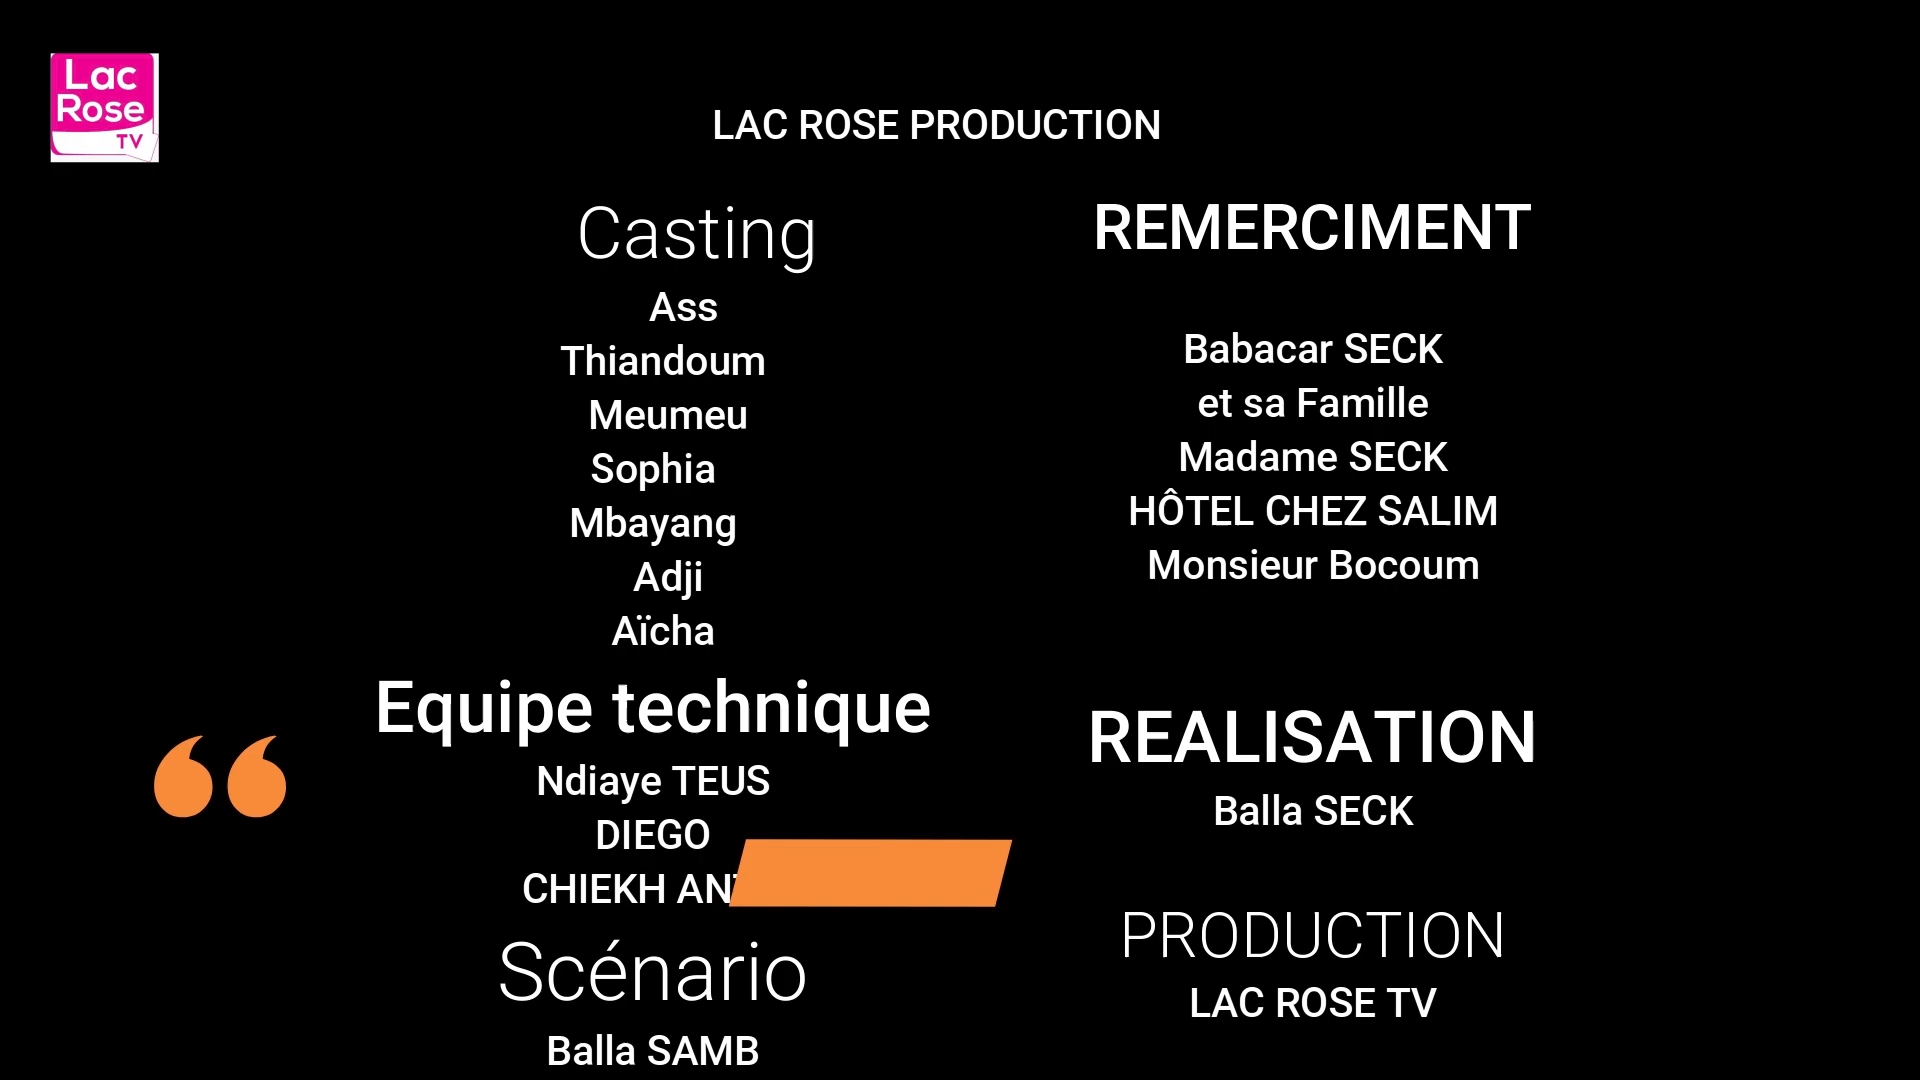 Lac
Rose
TV
LAC ROSE PRODUCTION
Casting
Ass
Thiandoum
Meumeu
Sophia
Mbayang
Adji
Aïcha
Equipe technique
Ndiaye TEUS
DIEGO
CHIEKH
Scénario
Balla SAMB
REMERCIMENT
Babacar SECK
et sa Famille
Madame SECK
HÔTEL CHEZ SALIM
Monsieur Bocoum
REALISATION
Balla SECK
PRODUCTION
LAC ROSE TV